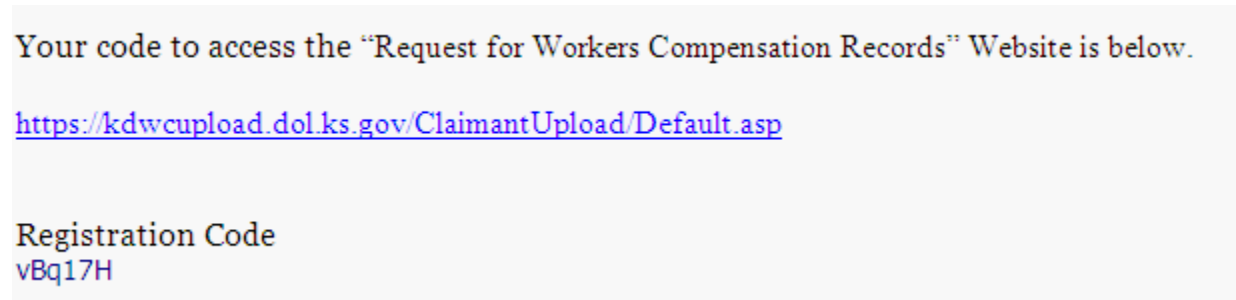 Your code to access the “Request for Workers Compensation Records” Website is below.
https://kdwcupload.dol.ks.gov/ClaimantUpload/Default.asp
Registration Code
vBq17H